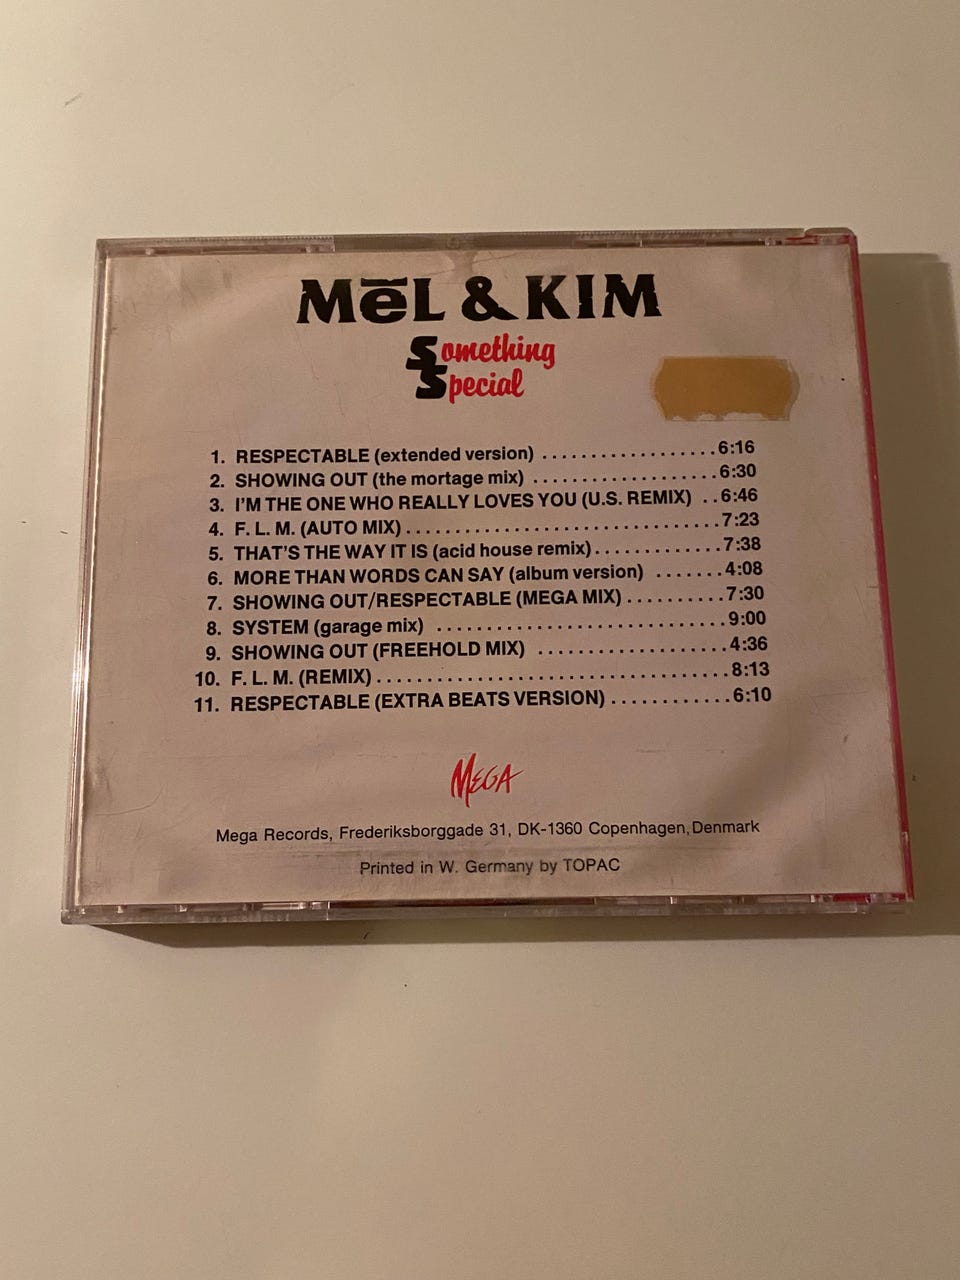 MēL & KIM
Something
Special
1. RESPECTABLE (extended version) .................. 6:16
2. SHOWING OUT (the mortage mix) ................... 6:30
3. I'M THE ONE WHO REALLY LOVES YOU (U.S. REMIX) .. 6:46
4. F. L. M. (AUTO MIX) ............................... 7:23
5. THAT'S THE WAY IT IS (acid house remix) ............. 7:38
6. MORE THAN WORDS CAN SAY (album version) ....... 4:08
7. SHOWING OUT/RESPECTABLE (MEGA MIX) .......... 7:30
8. SYSTEM (garage mix) ............................. 9:00
9. SHOWING OUT (FREEHOLD MIX) ................... 4:36
10. F. L. M. (REMIX) ................................... 8:13
11. RESPECTABLE (EXTRA BEATS VERSION) ............ 6:10
MEGA
Mega Records, Frederiksborggade 31, DK-1360 Copenhagen, Denmark
Printed in W. Germany by TOPAC